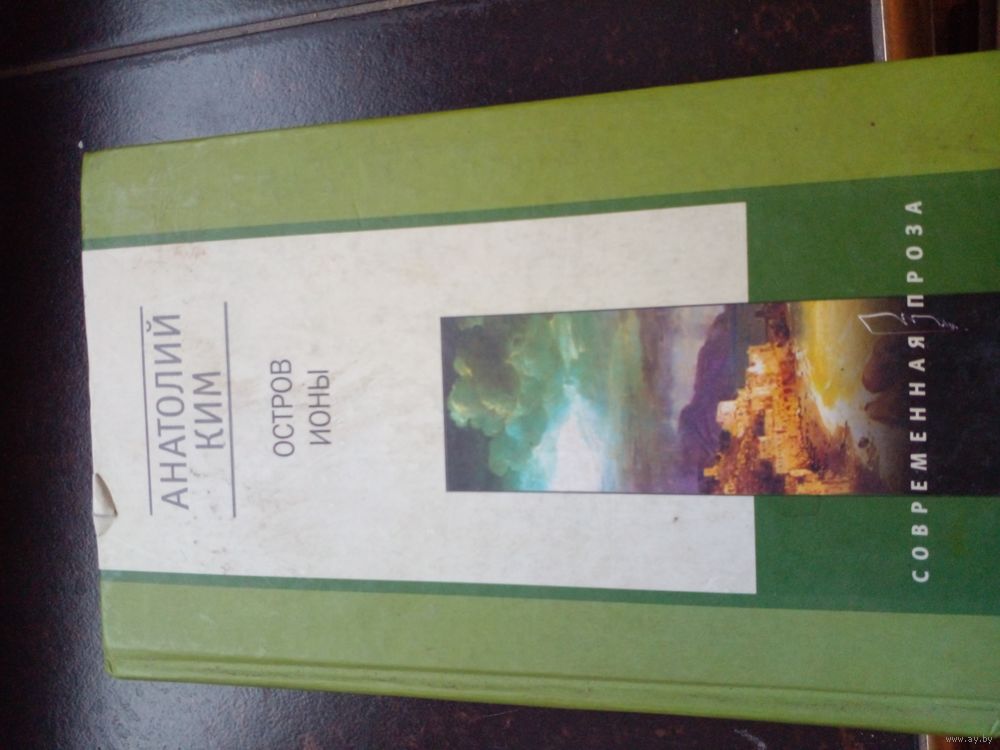 АНАТОЛИЙ
КИМ
ОСТРОВ
ИОНЫ
СОВРЕМЕННАЯ ПРОЗА
www.ay.by